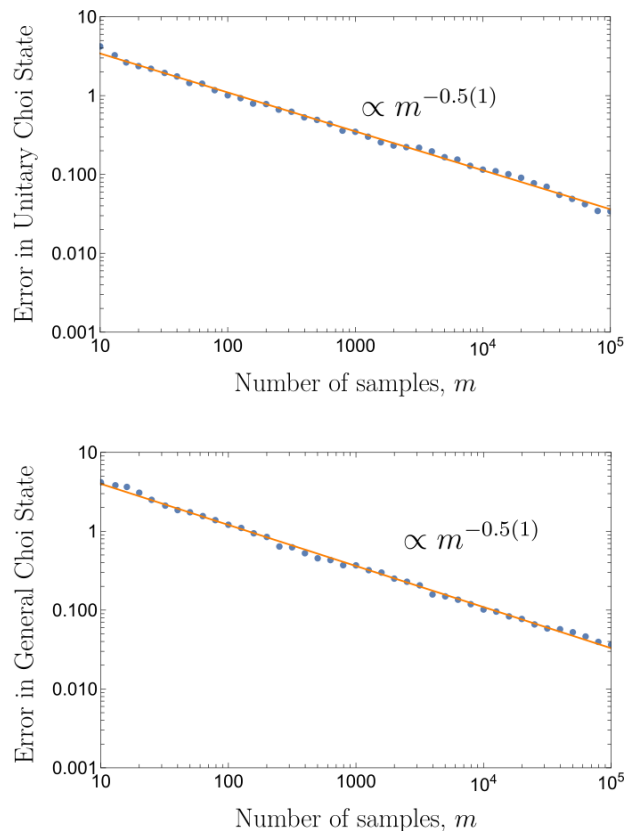 10
1
0.100
0.010
0.001
Error in Unitary Choi State
∝ m^{-0.5(1)}
10 100 1000 10^4 10^5
Number of samples, m
10
1
0.100
0.010
0.001
Error in General Choi State
∝ m^{-0.5(1)}
10 100 1000 10^4 10^5
Number of samples, m